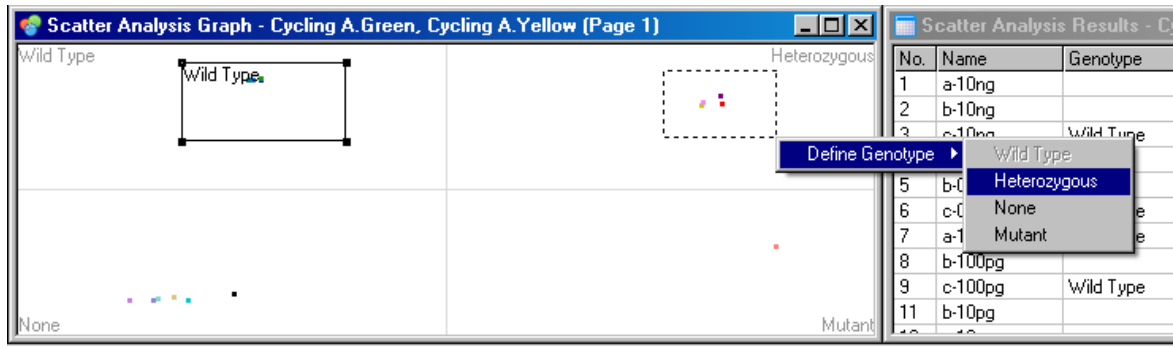 Scatter Analysis Graph - Cycling A.Green, Cycling A.Yellow (Page 1)
Wild Type
Heterozygous
Wild Type
None
Mutant
Define Genotype
Wild Type
Heterozygous
None
Mutant
Scatter Analysis Results - C
No. Name Genotype
1 a-10ng
2 b-10ng
3 c-10ng Wild Type
5 b-
6 c- e
7 a-1 e
8 b-100pg
9 c-100pg Wild Type
11 b-10pg